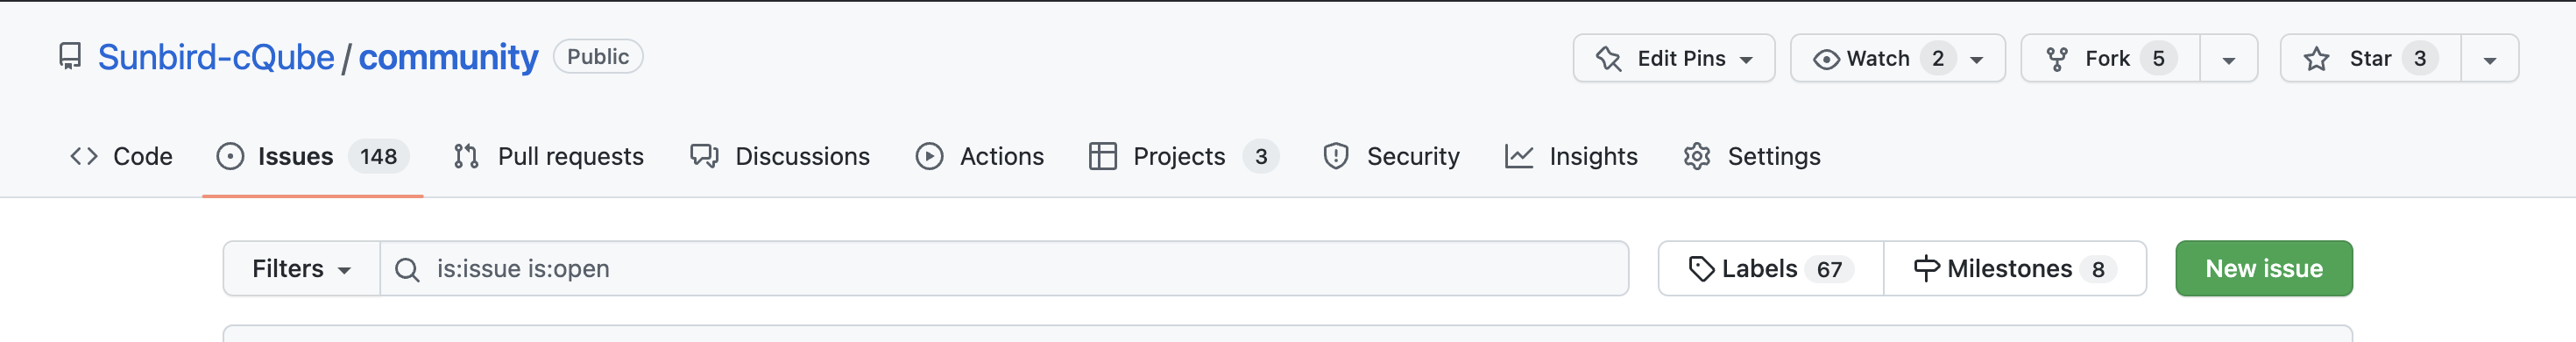 Sunbird-cQube / community Public Edit Pins Watch 2 Fork 5 Star 3
Code Issues 148 Pull requests Discussions Actions Projects 3 Security Insights Settings
Filters is:issue is:open Labels 67 Milestones 8 New issue